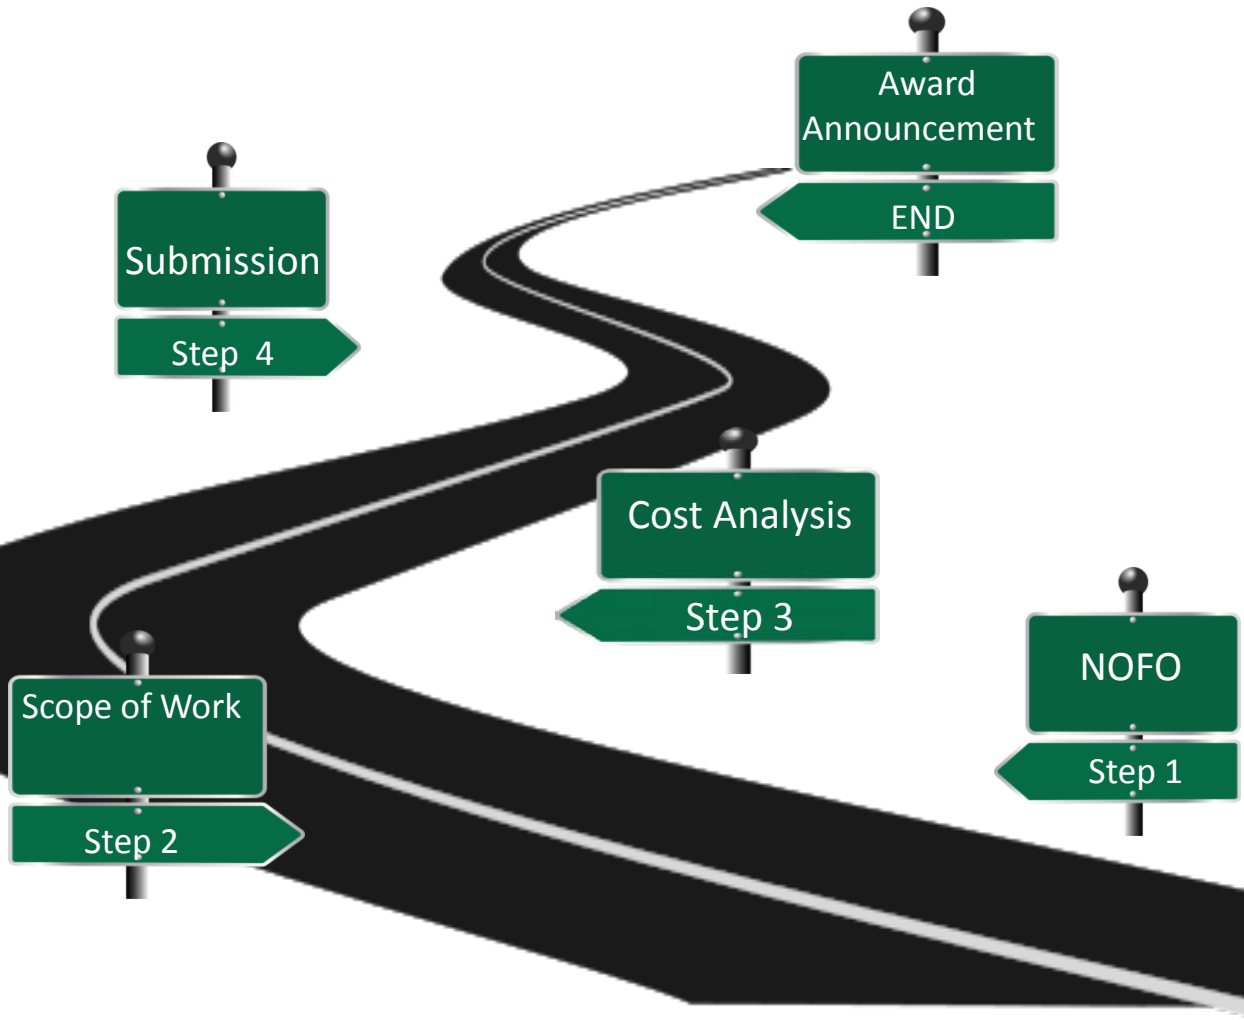 Award
Announcement
END
Submission
Step 4
Cost Analysis
Step 3
NOFO
Step 1
Scope of Work
Step 2